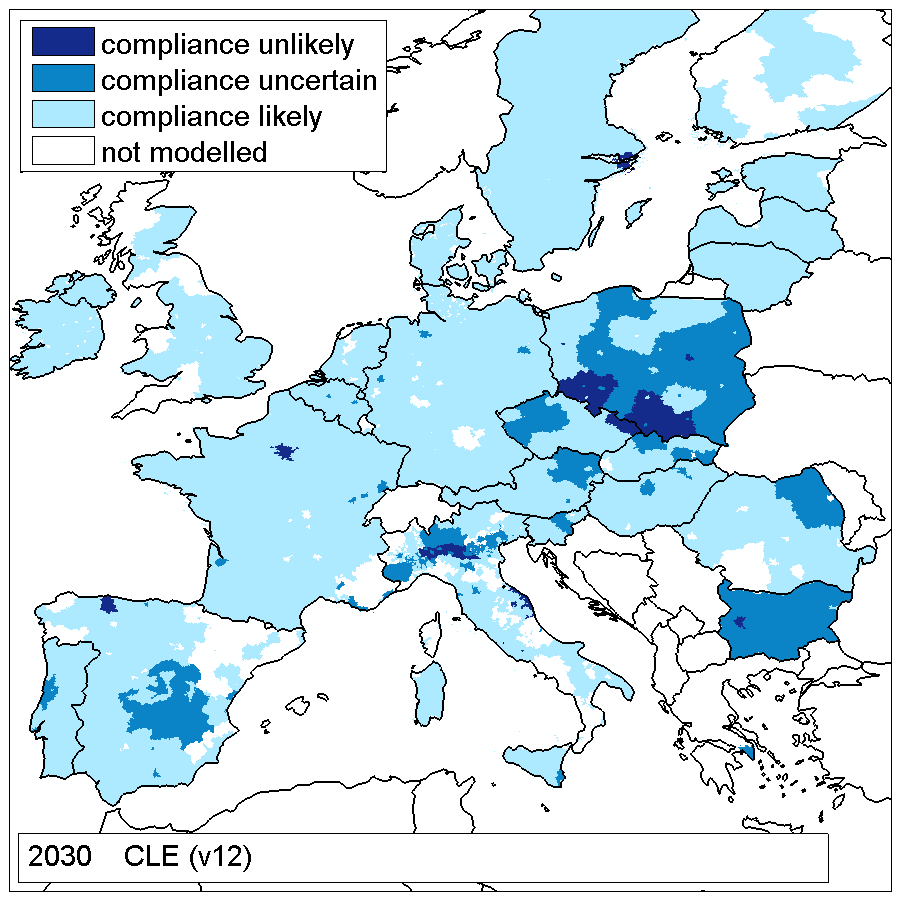 compliance unlikely
compliance uncertain
compliance likely
not modelled
2030 CLE (v12)